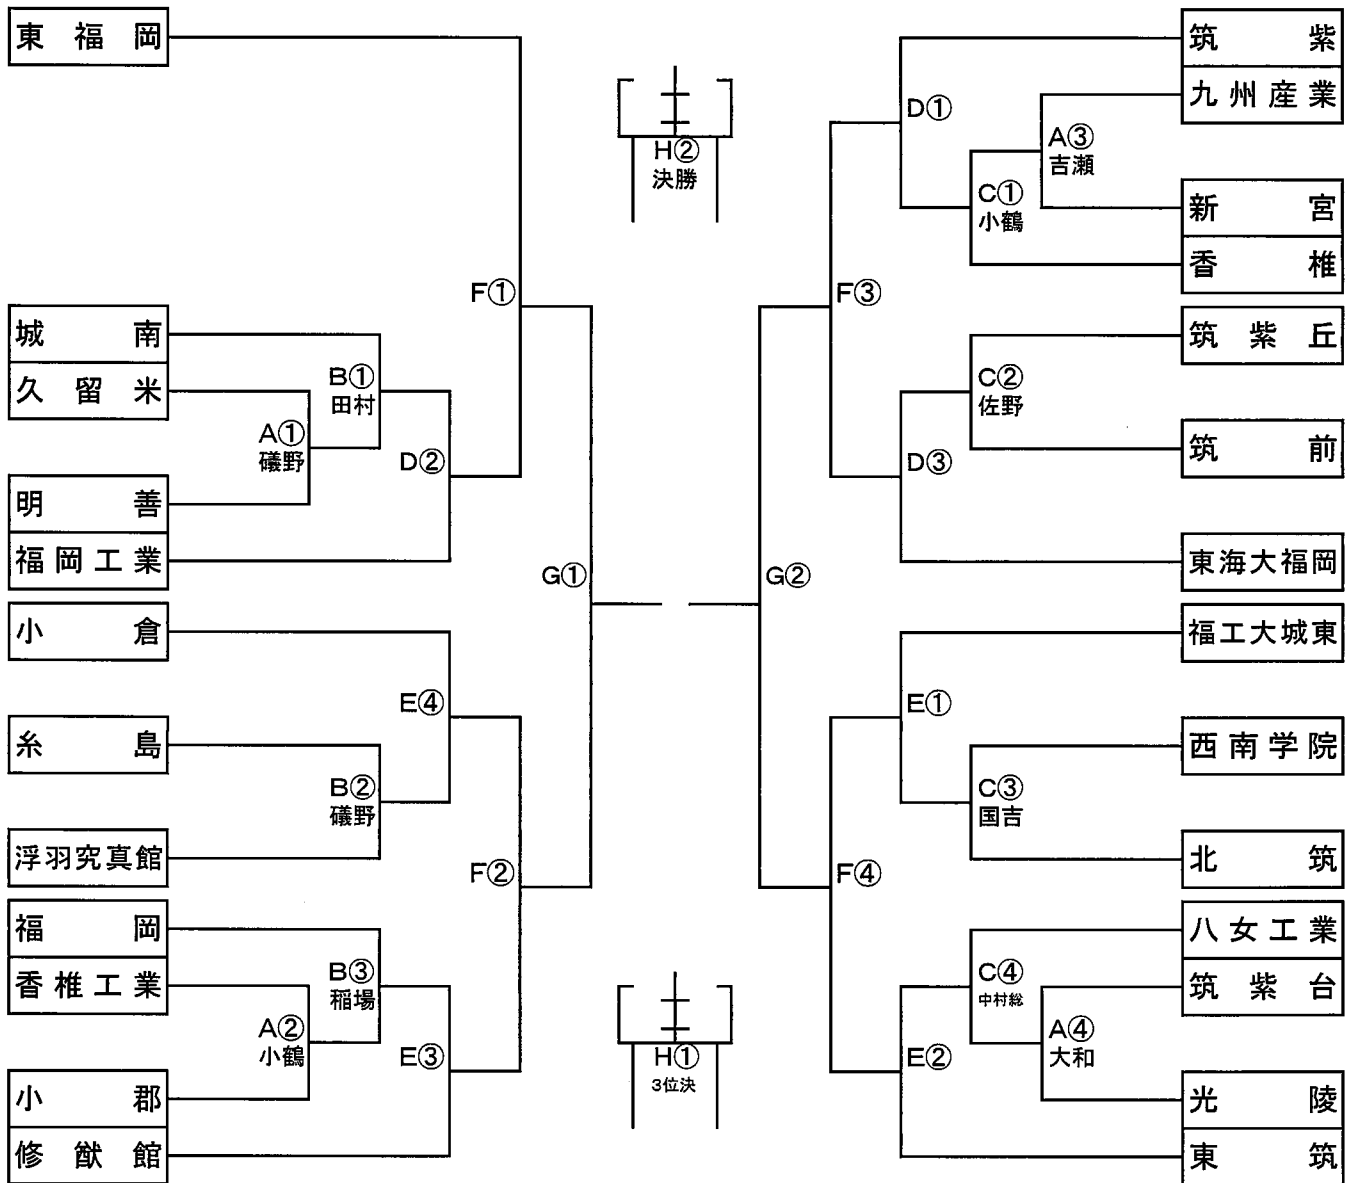 東福岡
城南
久留米
明善
福岡工業
小倉
糸島
浮羽究真館
福岡
香椎工業
小郡
修猷館
A①
礒野
B①
田村
D②
F①
E④
B②
礒野
F②
B③
稲場
A②
小鶴
E③
G①
H②
決勝
H①
3位決
G②
F③
D①
C①
小鶴
A③
吉瀬
C②
佐野
D③
E①
C③
国吉
F④
C④
中村総
A④
大和
E②
筑紫
九州産業
新宮
香椎
筑紫丘
筑前
東海大福岡
福工大城東
西南学院
北筑
八女工業
筑紫台
光陵
東筑